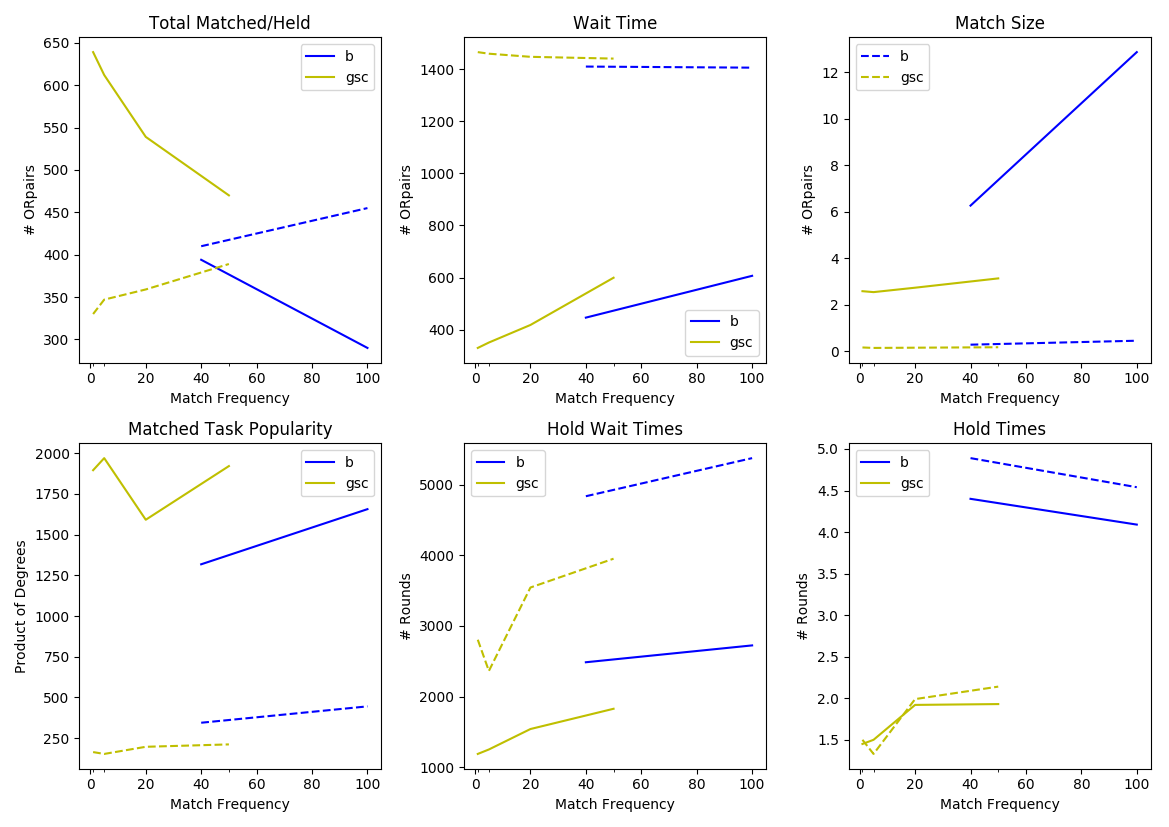 Total Matched/Held
# ORpairs
650
600
550
500
450
400
350
300
b
gsc
0
20
40
60
80
100
Match Frequency
Wait Time
# ORpairs
1400
1200
1000
800
600
400
b
gsc
0
20
40
60
80
100
Match Frequency
Match Size
# ORpairs
12
10
8
6
4
2
0
b
gsc
0
20
40
60
80
100
Match Frequency
Matched Task Popularity
Product of Degrees
2000
1750
1500
1250
1000
750
500
250
b
gsc
0
20
40
60
80
100
Match Frequency
Hold Wait Times
# Rounds
5000
4000
3000
2000
1000
b
gsc
0
20
40
60
80
100
Match Frequency
Hold Times
# Rounds
5.0
4.5
4.0
3.5
3.0
2.5
2.0
1.5
b
gsc
0
20
40
60
80
100
Match Frequency